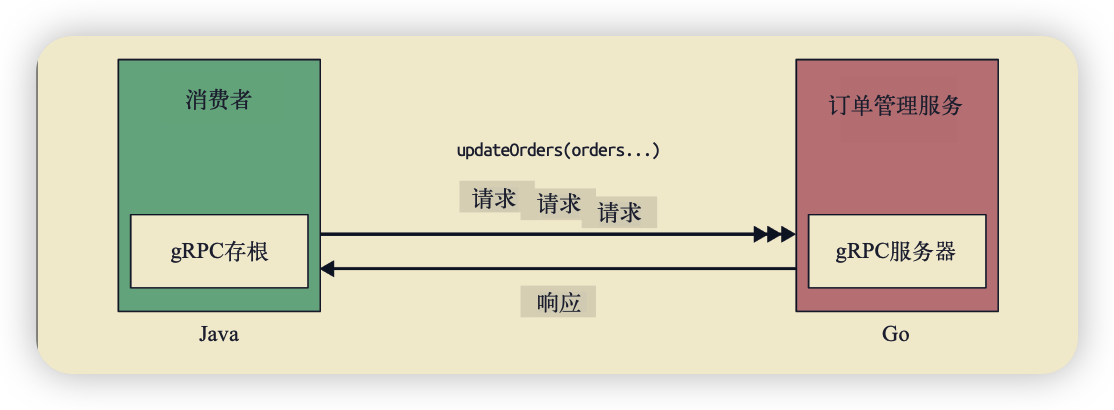 消费者
订单管理服务
updateOrders(orders...)
请求
请求
请求
gRPC存根
gRPC服务器
响应
Java
Go